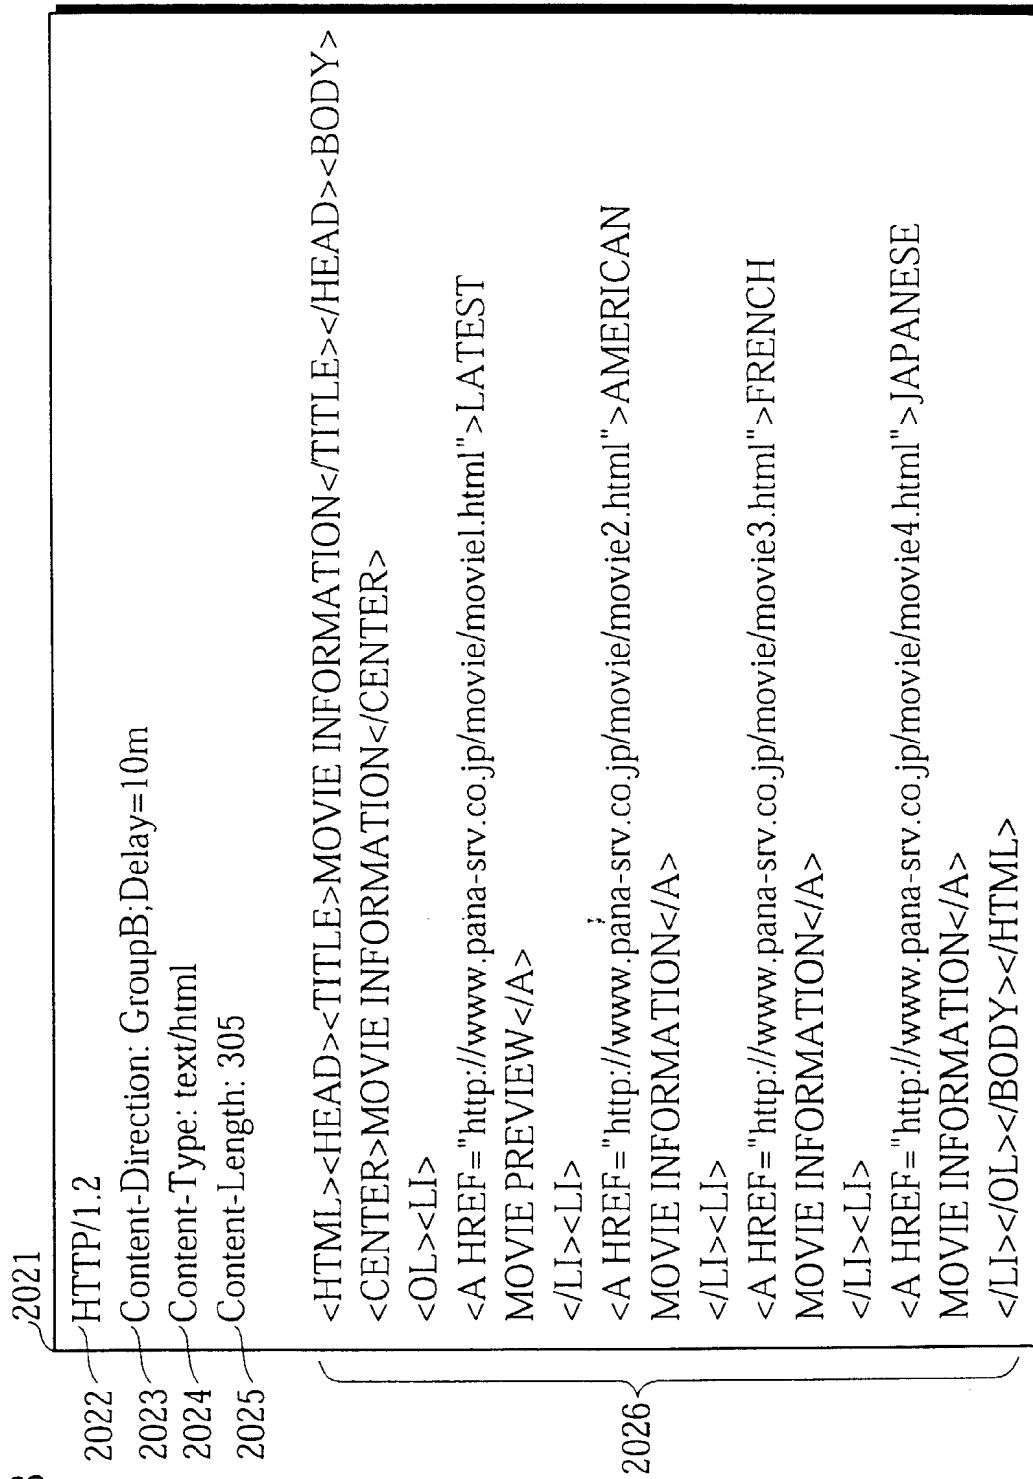 2021
2022 HTTP/1.2
2023 Content-Direction: GroupB;Delay=10m
2024 Content-Type: text/html
2025 Content-Length: 305
2026
<HTML><HEAD><TITLE>MOVIE INFORMATION</TITLE></HEAD><BODY>
<CENTER>MOVIE INFORMATION</CENTER>
<OL><LI>
<A HREF="http://www.pana-srv.co.jp/movie/movie1.html">LATEST
MOVIE PREVIEW</A>
</LI><LI>
<A HREF="http://www.pana-srv.co.jp/movie/movie2.html">AMERICAN
MOVIE INFORMATION</A>
</LI><LI>
<A HREF="http://www.pana-srv.co.jp/movie/movie3.html">FRENCH
MOVIE INFORMATION</A>
</LI><LI>
<A HREF="http://www.pana-srv.co.jp/movie/movie4.html">JAPANESE
MOVIE INFORMATION</A>
</LI></OL></BODY></HTML>